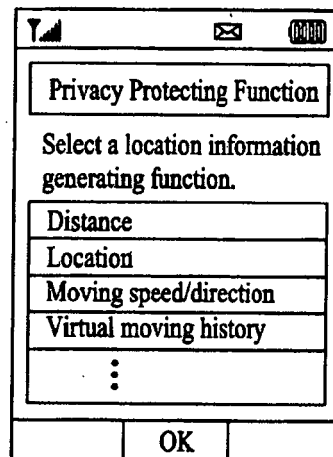 Privacy Protecting Function
Select a location information
generating function.
Distance
Location
Moving speed/direction
Virtual moving history
⋮
OK